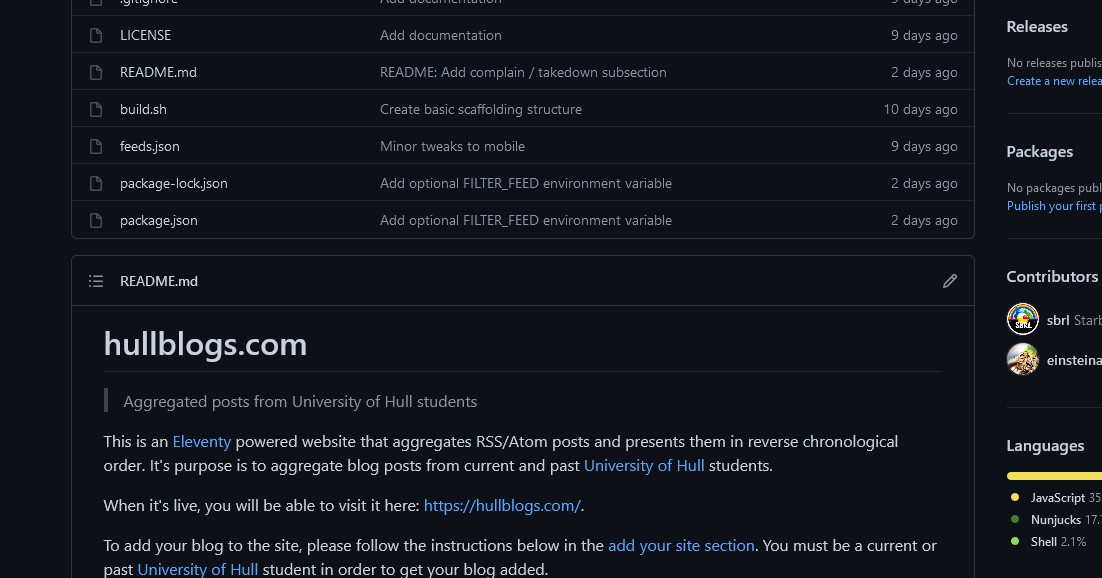 .gitignore Add documentation 9 days ago
LICENSE Add documentation 9 days ago
README.md README: Add complain / takedown subsection 2 days ago
build.sh Create basic scaffolding structure 10 days ago
feeds.json Minor tweaks to mobile 9 days ago
package-lock.json Add optional FILTER_FEED environment variable 2 days ago
package.json Add optional FILTER_FEED environment variable 2 days ago
README.md
hullblogs.com
Aggregated posts from University of Hull students
This is an Eleventy powered website that aggregates RSS/Atom posts and presents them in reverse chronological
order. It's purpose is to aggregate blog posts from current and past University of Hull students.
When it's live, you will be able to visit it here: https://hullblogs.com/.
To add your blog to the site, please follow the instructions below in the add your site section. You must be a current or
past University of Hull student in order to get your blog added.
Releases
No releases publis
Create a new relea
Packages
No packages publ
Publish your first p
Contributors
SBRL
sbrl Starb
einsteina
Languages
JavaScript 35
Nunjucks 17.
Shell 2.1%